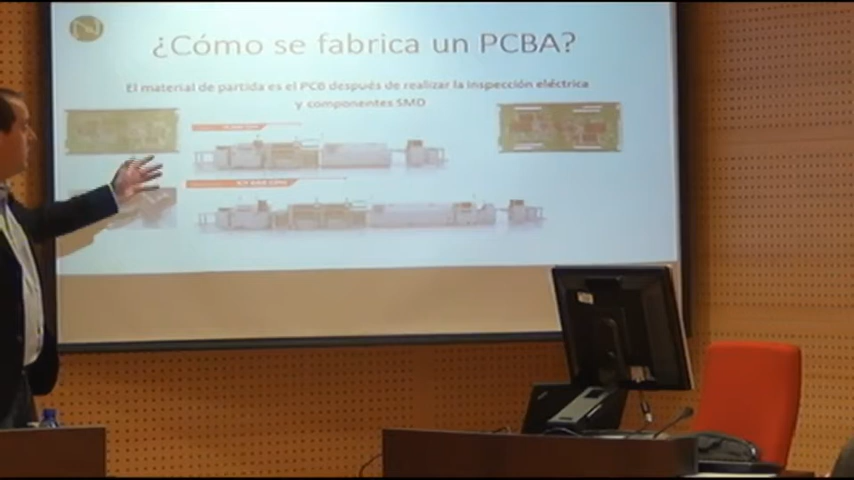 ¿Cómo se fabrica un PCBA?
El material de partida es el PCB después de realizar la inspección eléctrica
y componentes SMD